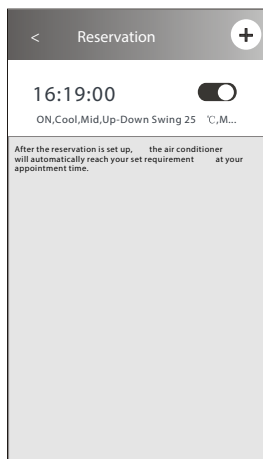 < Reservation +
16:19:00
ON,Cool,Mid,Up-Down Swing 25 ℃,M...
After the reservation is set up, the air conditioner
will automatically reach your set requirement at your
appointment time.